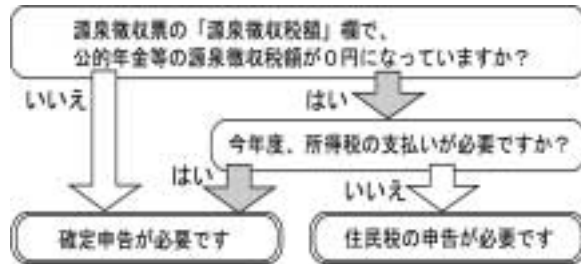 源泉徴収票の「源泉徴収税額」欄で、
公的年金等の源泉徴収税額が0円になっていますか？
いいえ
はい
今年度、所得税の支払いが必要ですか？
はい
いいえ
確定申告が必要です
住民税の申告が必要です